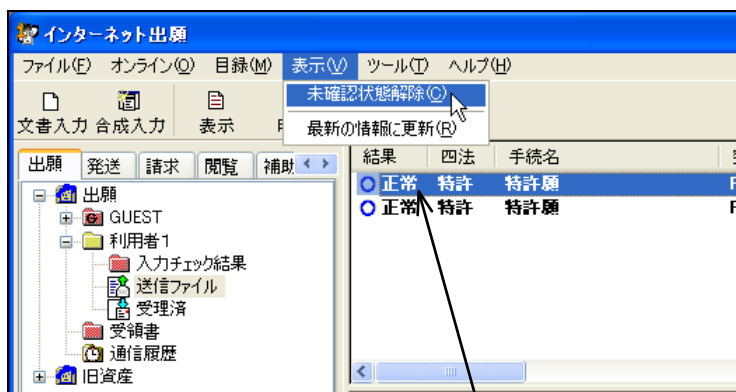 インターネット出願
ファイル(F) オンライン(O) 目録(M) 表示(V) ツール(T) ヘルプ(H)
未確認状態解除(C)
最新の情報に更新(R)
文書入力 合成入力 表示
出願 発送 請求 閲覧 補助
結果 四法 手続名
正常 特許 特許願
正常 特許 特許願
出願
GUEST
利用者1
入力チェック結果
送信ファイル
受理済
受領書
通信履歴
旧資産